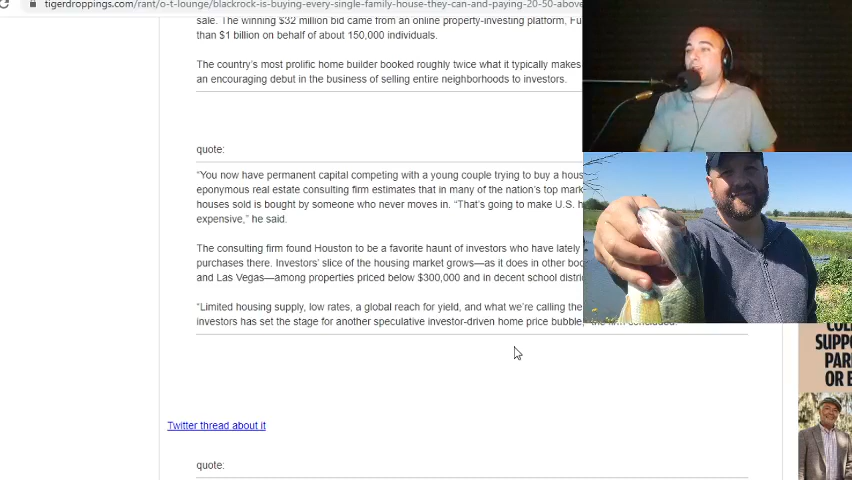 tigerdroppings.com/rant/o-t-lounge/blackrock-is-buying-every-single-family-house-they-can-and-paying-20-50-above
sale. The winning $32 million bid came from an online property-investing platform, Fu
than $1 billion on behalf of about 150,000 individuals.
The country's most prolific home builder booked roughly twice what it typically makes
an encouraging debut in the business of selling entire neighborhoods to investors.
quote:
"You now have permanent capital competing with a young couple trying to buy a hous
eponymous real estate consulting firm estimates that in many of the nation's top mark
houses sold is bought by someone who never moves in. "That's going to make U.S. h
expensive," he said.
The consulting firm found Houston to be a favorite haunt of investors who have lately
purchases there. Investors' slice of the housing market grows—as it does in other boo
and Las Vegas—among properties priced below $300,000 and in decent school distri
"Limited housing supply, low rates, a global reach for yield, and what we're calling the
investors has set the stage for another speculative investor-driven home price bubble," the firm concluded.
Twitter thread about it
quote:
SUPPO
PAR
OR B